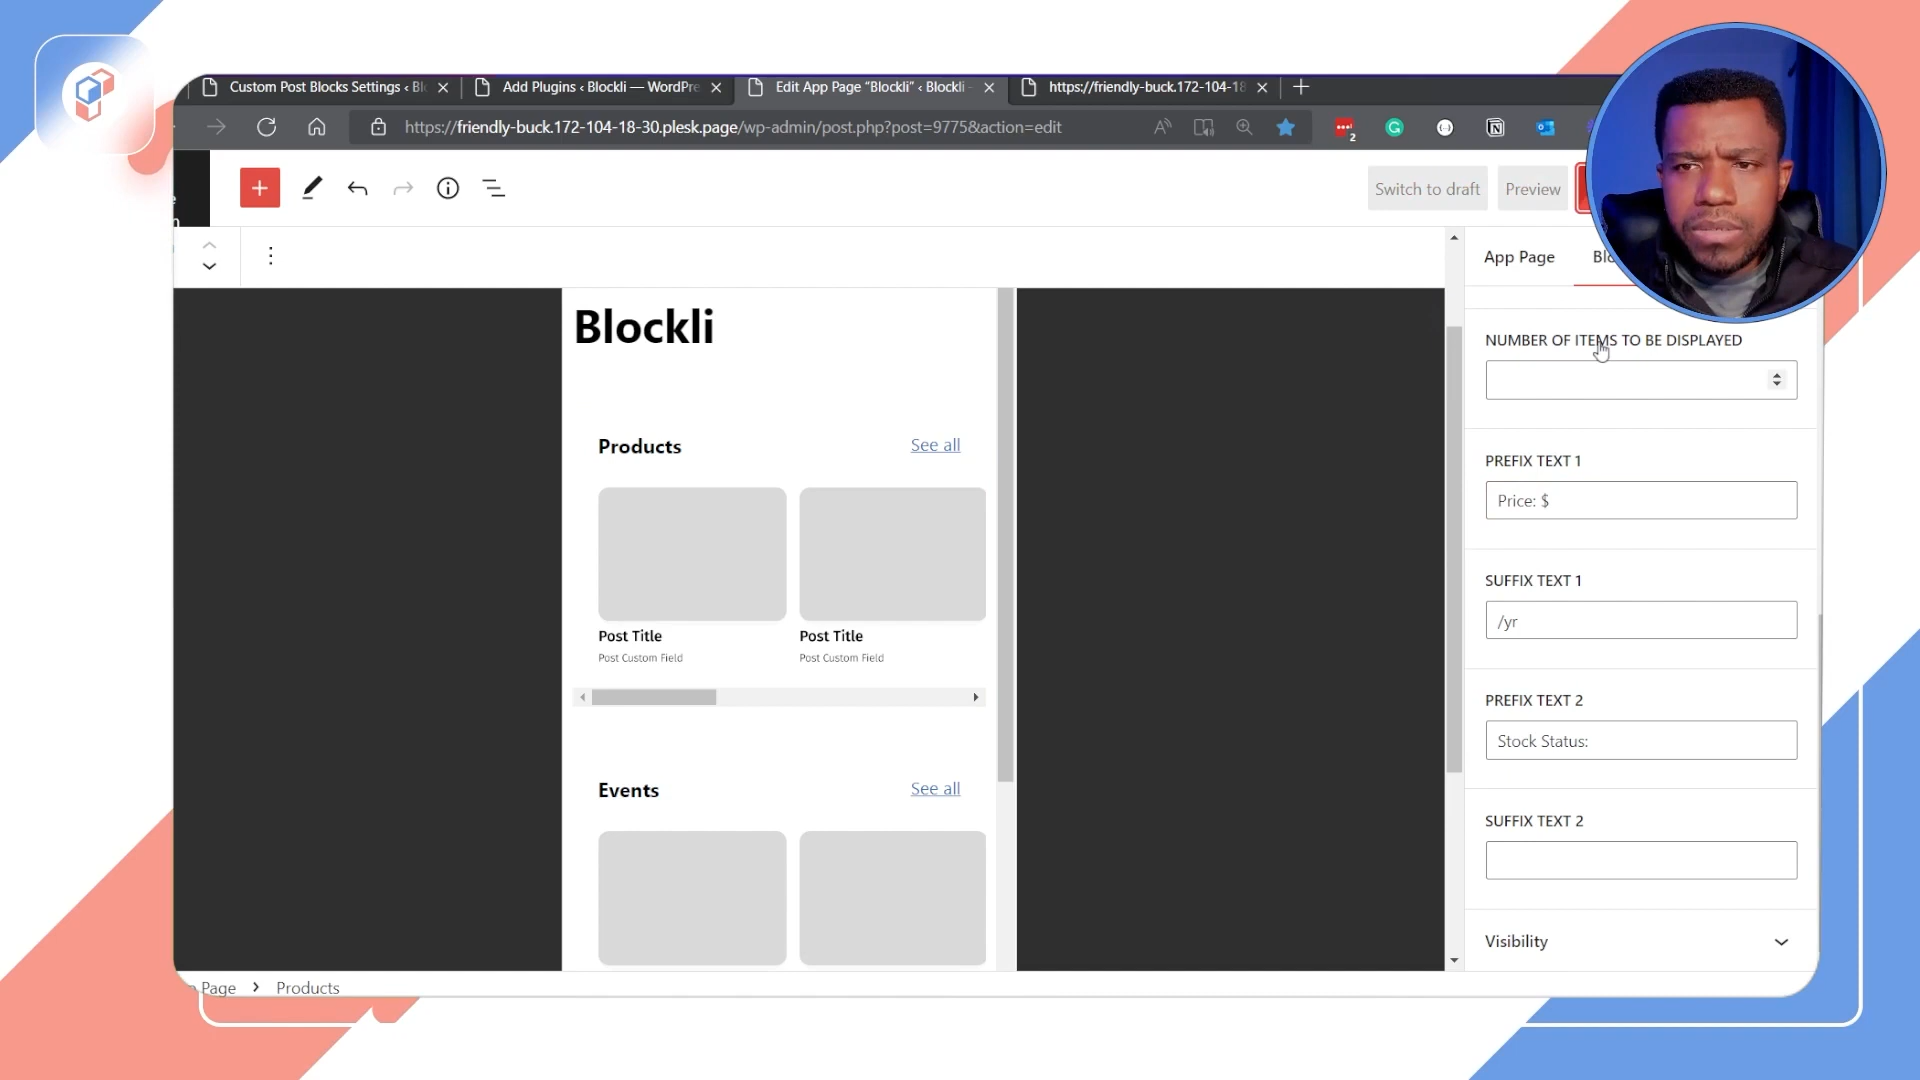 Custom Post Blocks Settings ‹ Bl
Add Plugins ‹ Blockli — WordPre
Edit App Page “Blockli” ‹ Blockli -
https://friendly-buck.172-104-18
https://friendly-buck.172-104-18-30.plesk.page/wp-admin/post.php?post=9775&action=edit
2
Switch to draft
Preview
App Page
Blo
Blockli
Products
See all
Post Title
Post Custom Field
Post Title
Post Custom Field
Events
See all
NUMBER OF ITEMS TO BE DISPLAYED
PREFIX TEXT 1
Price: $
SUFFIX TEXT 1
/yr
PREFIX TEXT 2
Stock Status:
SUFFIX TEXT 2
Visibility
Page › Products